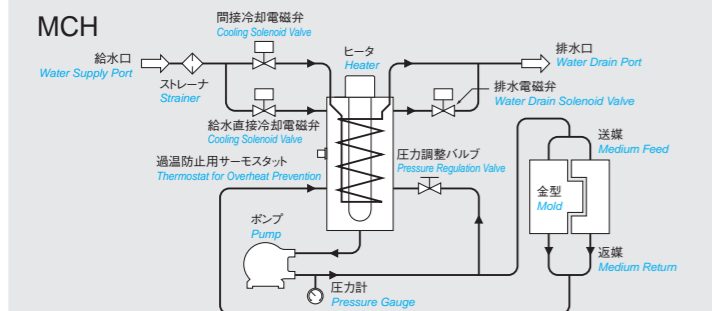 MCH
間接冷却電磁弁
Cooling Solenoid Valve
給水口
Water Supply Port
ストレーナ
Strainer
給水直接冷却電磁弁
Cooling Solenoid Valve
ヒータ
Heater
排水口
Water Drain Port
排水電磁弁
Water Drain Solenoid Valve
過温防止用サーモスタット
Thermostat for Overheat Prevention
圧力調整バルブ
Pressure Regulation Valve
送媒
Medium Feed
金型
Mold
ポンプ
Pump
返媒
Medium Return
圧力計
Pressure Gauge